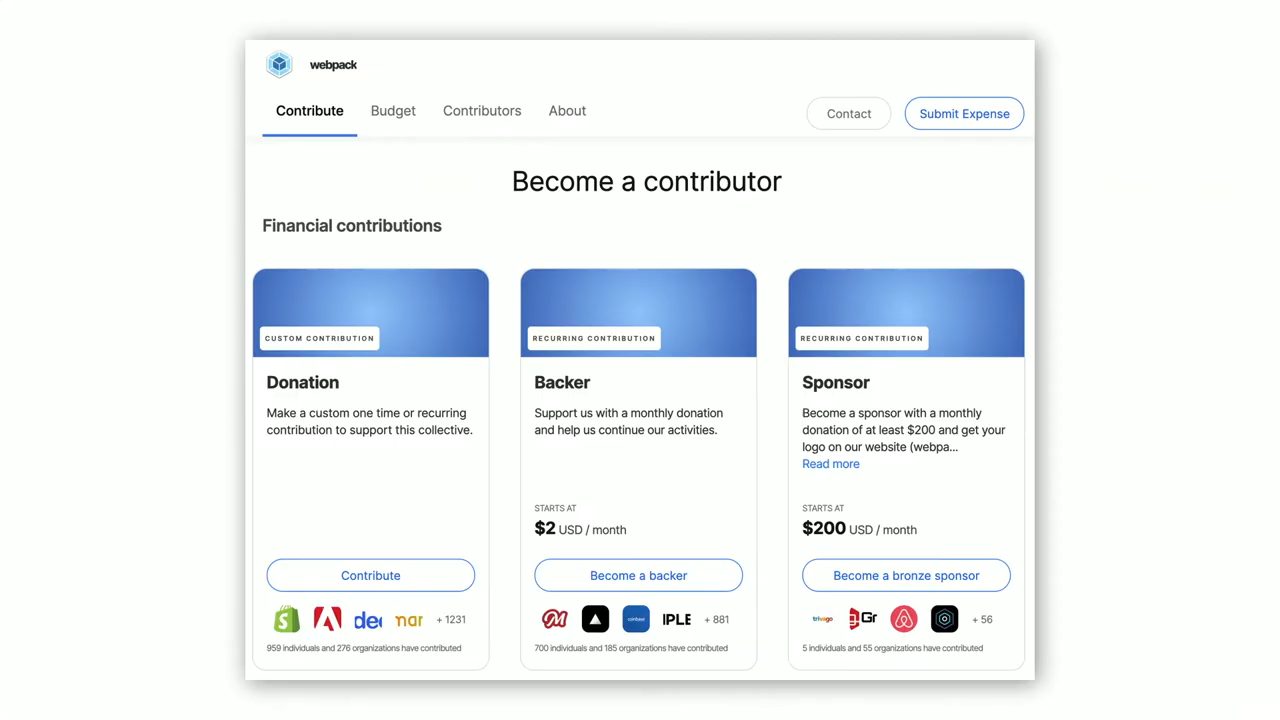 webpack
Contribute
Budget
Contributors
About
Contact
Submit Expense
Become a contributor
Financial contributions
CUSTOM CONTRIBUTION
Donation
Make a custom one time or recurring
contribution to support this collective.
Contribute
+ 1231
959 individuals and 276 organizations have contributed
RECURRING CONTRIBUTION
Backer
Support us with a monthly donation
and help us continue our activities.
STARTS AT
$2 USD / month
Become a backer
coinbase
IPLE
+ 881
700 individuals and 185 organizations have contributed
RECURRING CONTRIBUTION
Sponsor
Become a sponsor with a monthly
donation of at least $200 and get your
logo on our website (webpa...
Read more
STARTS AT
$200 USD / month
Become a bronze sponsor
trivago
Gr
+ 56
5 individuals and 55 organizations have contributed